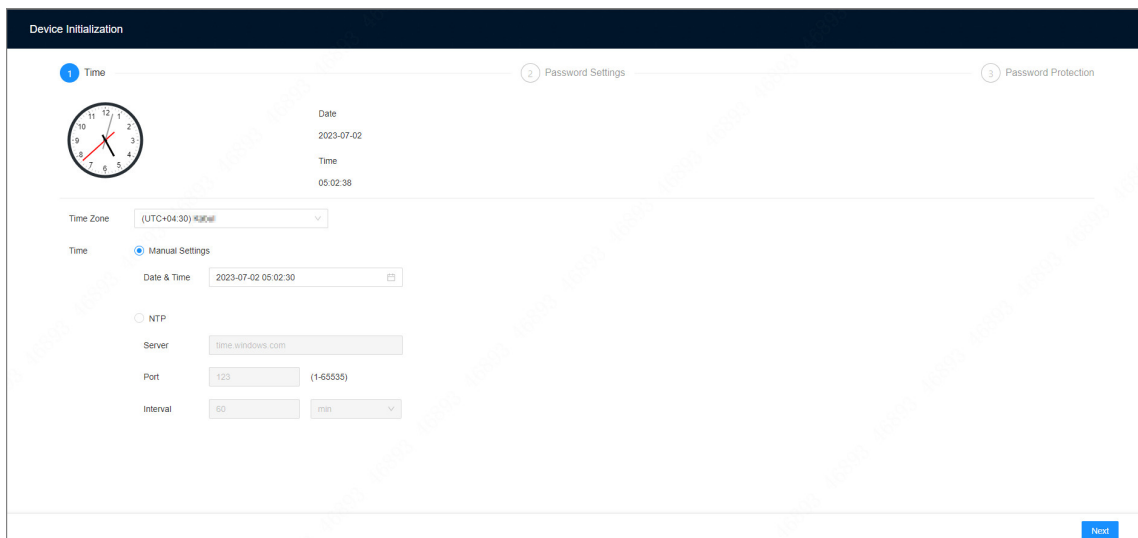 Device Initialization
1 Time
2 Password Settings
3 Password Protection
12
11 1
10 2
9 3
8 4
7 6 5
Date
2023-07-02
Time
05:02:38
Time Zone (UTC+04:30)
Time Manual Settings
Date & Time 2023-07-02 05:02:30
NTP
Server time.windows.com
Port 123 (1-65535)
Interval 60 min
Next